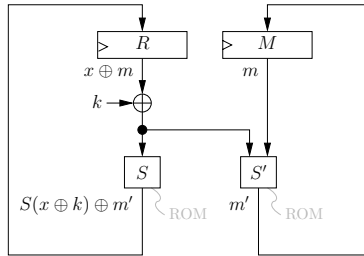 R M
x ⊕ m m
k
S S′
S(x ⊕ k) ⊕ m′ m′
ROM ROM